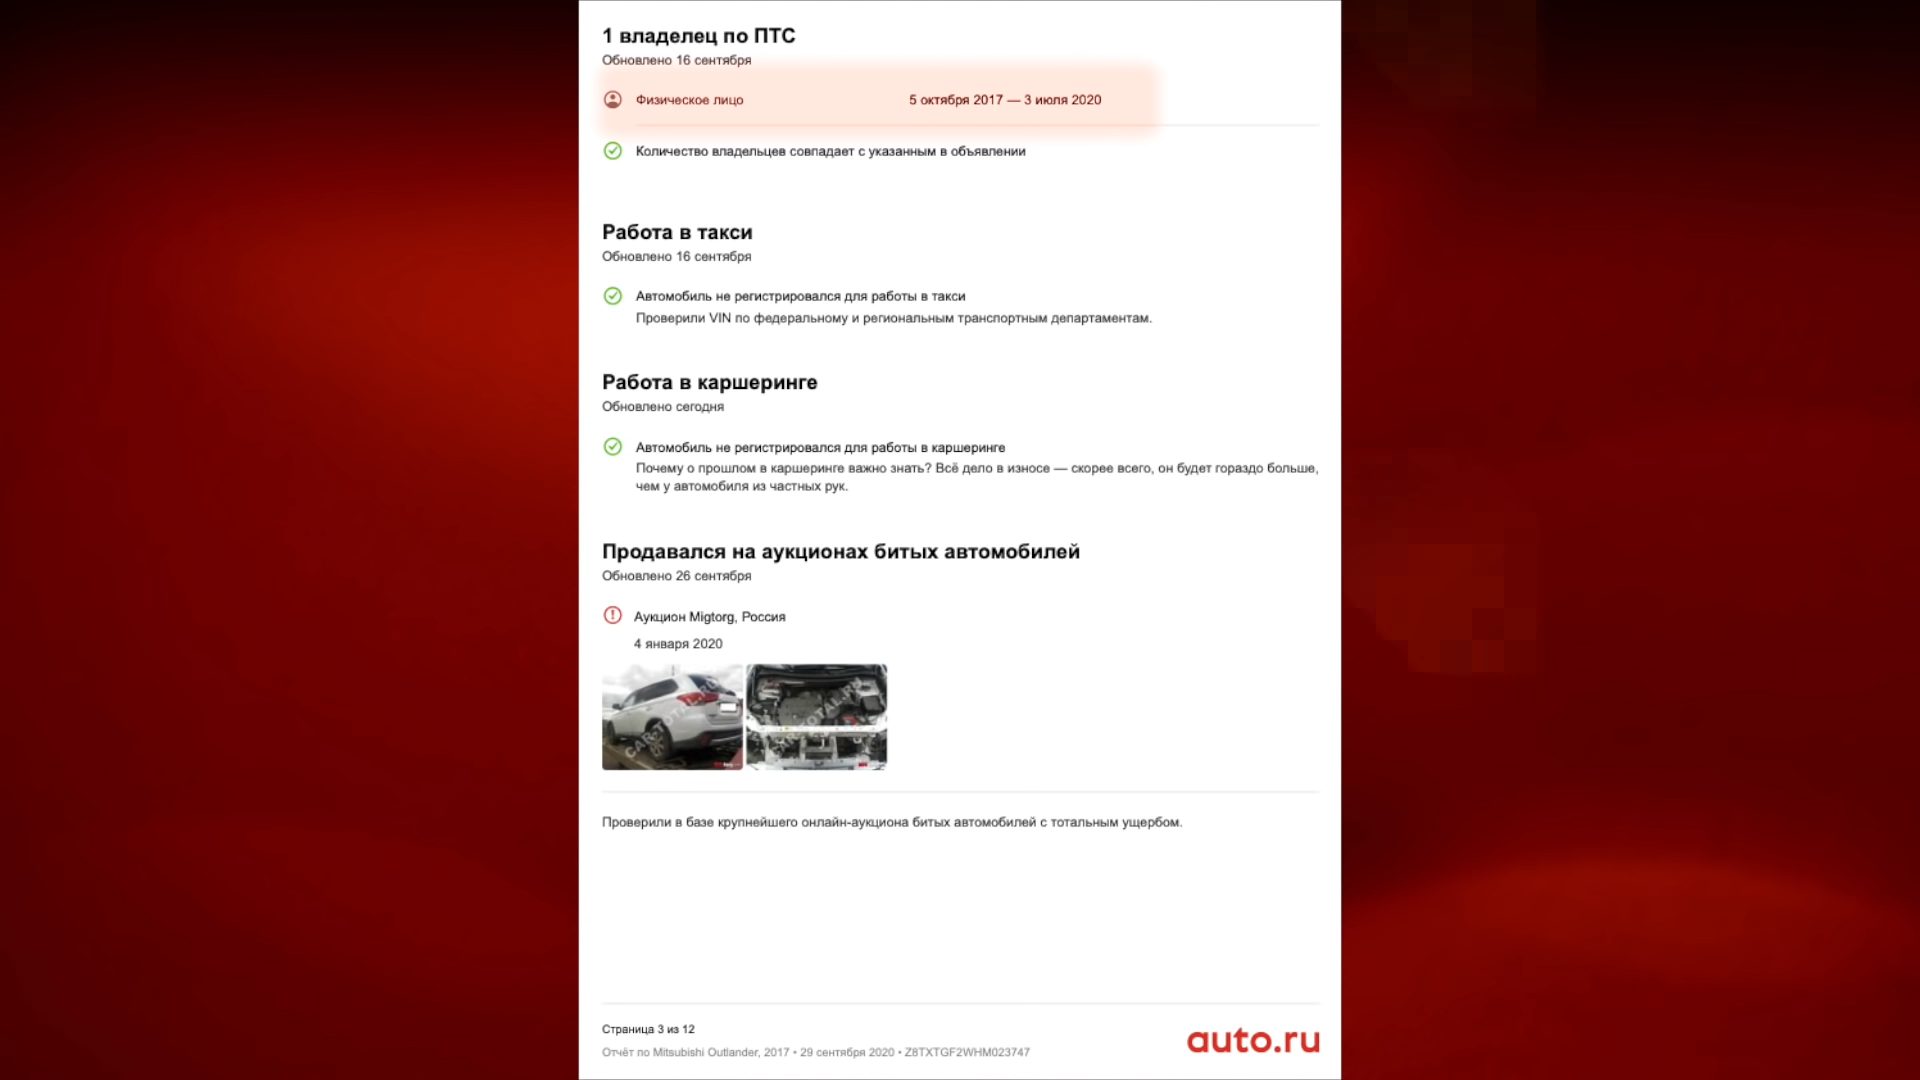 1 владелец по ПТС
Обновлено 16 сентября
Физическое лицо 5 октября 2017 — 3 июля 2020
Количество владельцев совпадает с указанным в объявлении
Работа в такси
Обновлено 16 сентября
Автомобиль не регистрировался для работы в такси
Проверили VIN по федеральному и региональным транспортным департаментам.
Работа в каршеринге
Обновлено сегодня
Автомобиль не регистрировался для работы в каршеринге
Почему о прошлом в каршеринге важно знать? Всё дело в износе — скорее всего, он будет гораздо больше,
чем у автомобиля из частных рук.
Продавался на аукционах битых автомобилей
Обновлено 26 сентября
Аукцион Migtorg, Россия
4 января 2020
CAR-TOTAL.RU
Проверили в базе крупнейшего онлайн-аукциона битых автомобилей с тотальным ущербом.
Страница 3 из 12
Отчёт по Mitsubishi Outlander, 2017 • 29 сентября 2020 • Z8TXTGF2WHM023747
auto.ru